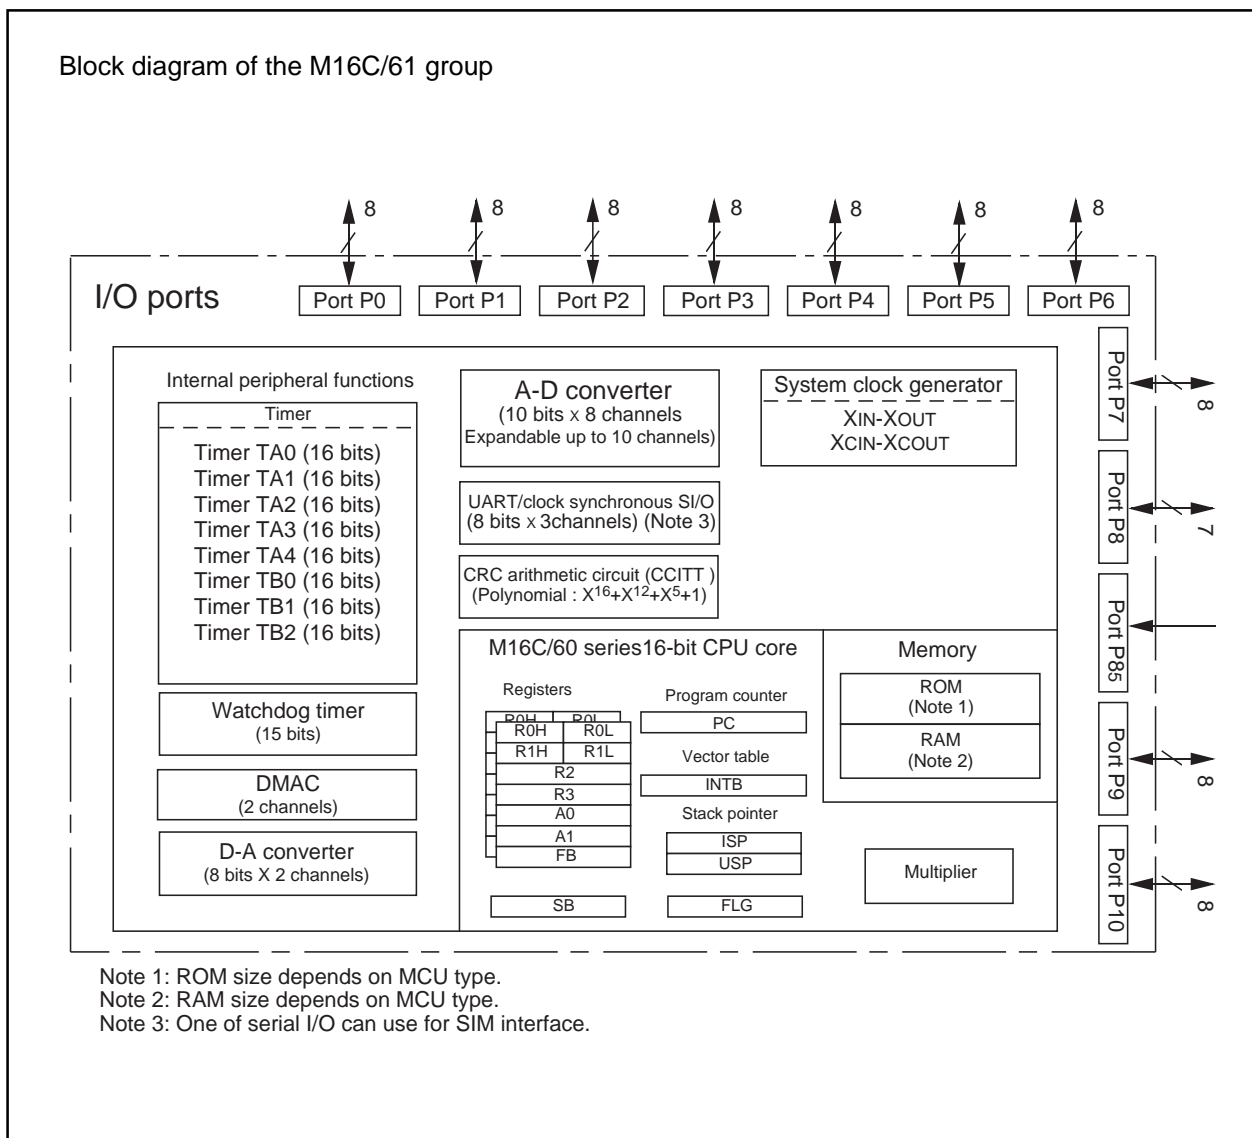 Block diagram of the M16C/61 group
8
8
8
8
8
8
8
I/O ports
Port P0
Port P1
Port P2
Port P3
Port P4
Port P5
Port P6
Port P7
8
Port P8
7
Port P85
Port P9
8
Port P10
8
Internal peripheral functions
Timer
Timer TA0 (16 bits)
Timer TA1 (16 bits)
Timer TA2 (16 bits)
Timer TA3 (16 bits)
Timer TA4 (16 bits)
Timer TB0 (16 bits)
Timer TB1 (16 bits)
Timer TB2 (16 bits)
Watchdog timer
(15 bits)
DMAC
(2 channels)
D-A converter
(8 bits X 2 channels)
A-D converter
(10 bits x 8 channels
Expandable up to 10 channels)
UART/clock synchronous SI/O
(8 bits x 3channels) (Note 3)
CRC arithmetic circuit (CCITT )
(Polynomial : X16+X12+X5+1)
System clock generator
XIN-XOUT
XCIN-XCOUT
M16C/60 series16-bit CPU core
Registers
R0H R0L
R0H R0L
R1H R1L
R2
R3
A0
A1
FB
SB
Program counter
PC
Vector table
INTB
Stack pointer
ISP
USP
FLG
Memory
ROM
(Note 1)
RAM
(Note 2)
Multiplier
Note 1: ROM size depends on MCU type.
Note 2: RAM size depends on MCU type.
Note 3: One of serial I/O can use for SIM interface.